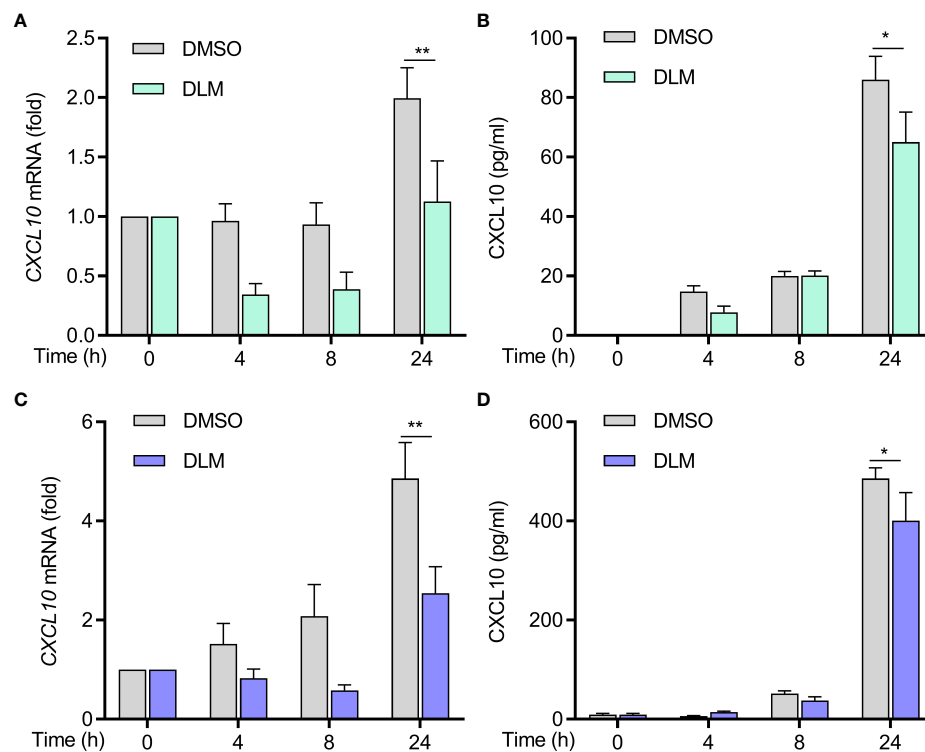 A
CXCL10 mRNA (fold)
2.5
2.0
1.5
1.0
0.5
0.0
DMSO
DLM
**
Time (h) 0 4 8 24
B
CXCL10 (pg/ml)
100
80
60
40
20
0
DMSO
DLM
*
Time (h) 0 4 8 24
C
CXCL10 mRNA (fold)
6
4
2
0
DMSO
DLM
**
Time (h) 0 4 8 24
D
CXCL10 (pg/ml)
600
400
200
0
DMSO
DLM
*
Time (h) 0 4 8 24